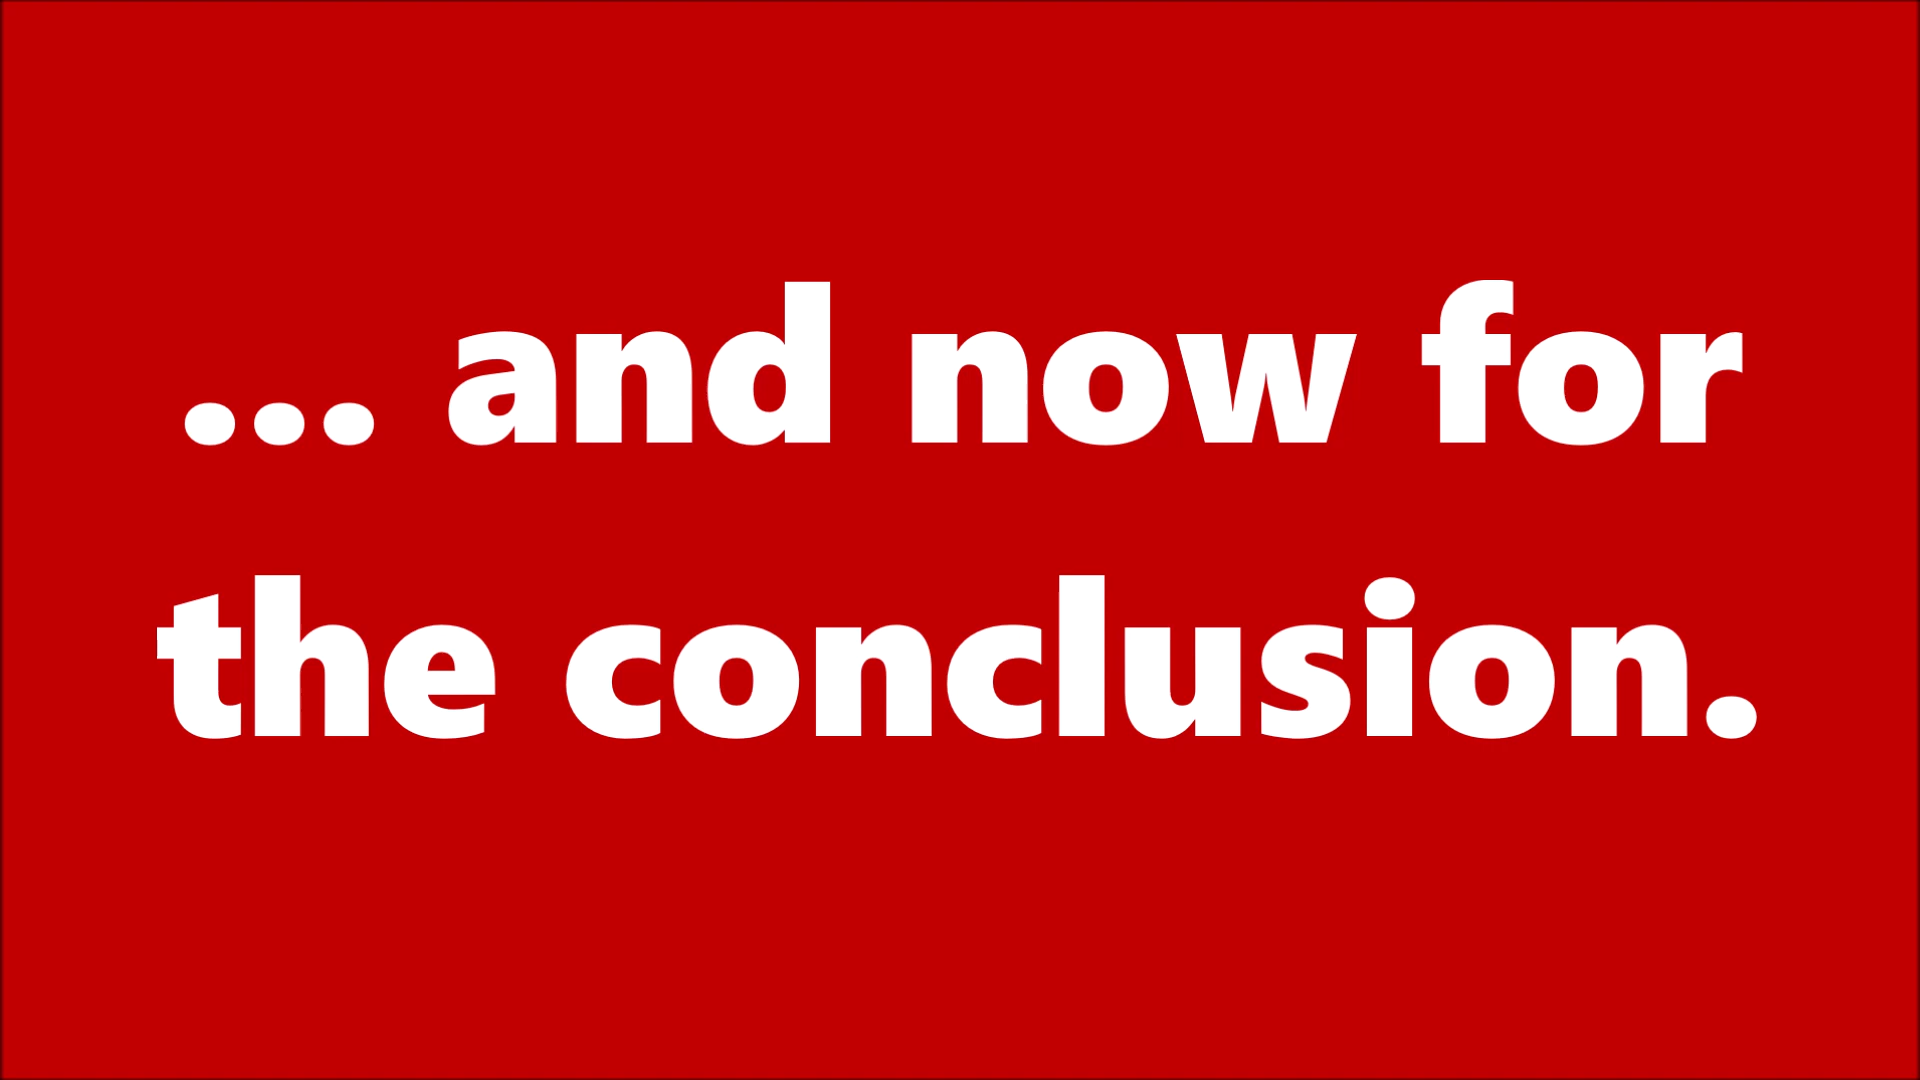 ... and now for
the conclusion.